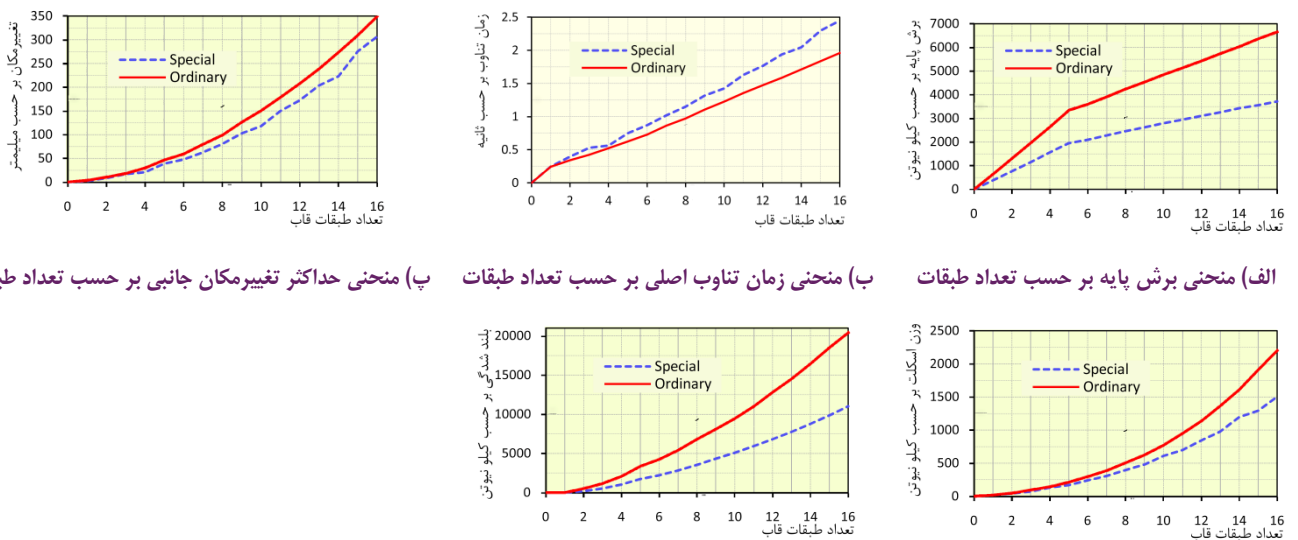 برش پایه بر حسب کیلو نیوتن
7000
6000
5000
4000
3000
2000
1000
0
Special
Ordinary
0 2 4 6 8 10 12 14 16
تعداد طبقات قاب
زمان تناوب بر حسب ثانیه
2.5
2
1.5
1
0.5
0
Special
Ordinary
0 2 4 6 8 10 12 14 16
تعداد طبقات قاب
تغییرمکان بر حسب میلیمتر
350
300
250
200
150
100
50
0
Special
Ordinary
0 2 4 6 8 10 12 14 16
تعداد طبقات قاب
الف) منحنی برش پایه بر حسب تعداد طبقات
ب) منحنی زمان تناوب اصلی بر حسب تعداد طبقات
پ) منحنی حداکثر تغییرمکان جانبی بر حسب تعداد
وزن اسکلت بر حسب کیلو نیوتن
2500
2000
1500
1000
500
0
Special
Ordinary
0 2 4 6 8 10 12 14 16
تعداد طبقات قاب
بلند شدگی بر حسب کیلو نیوتن
20000
15000
10000
5000
0
Special
Ordinary
0 2 4 6 8 10 12 14 16
تعداد طبقات قاب